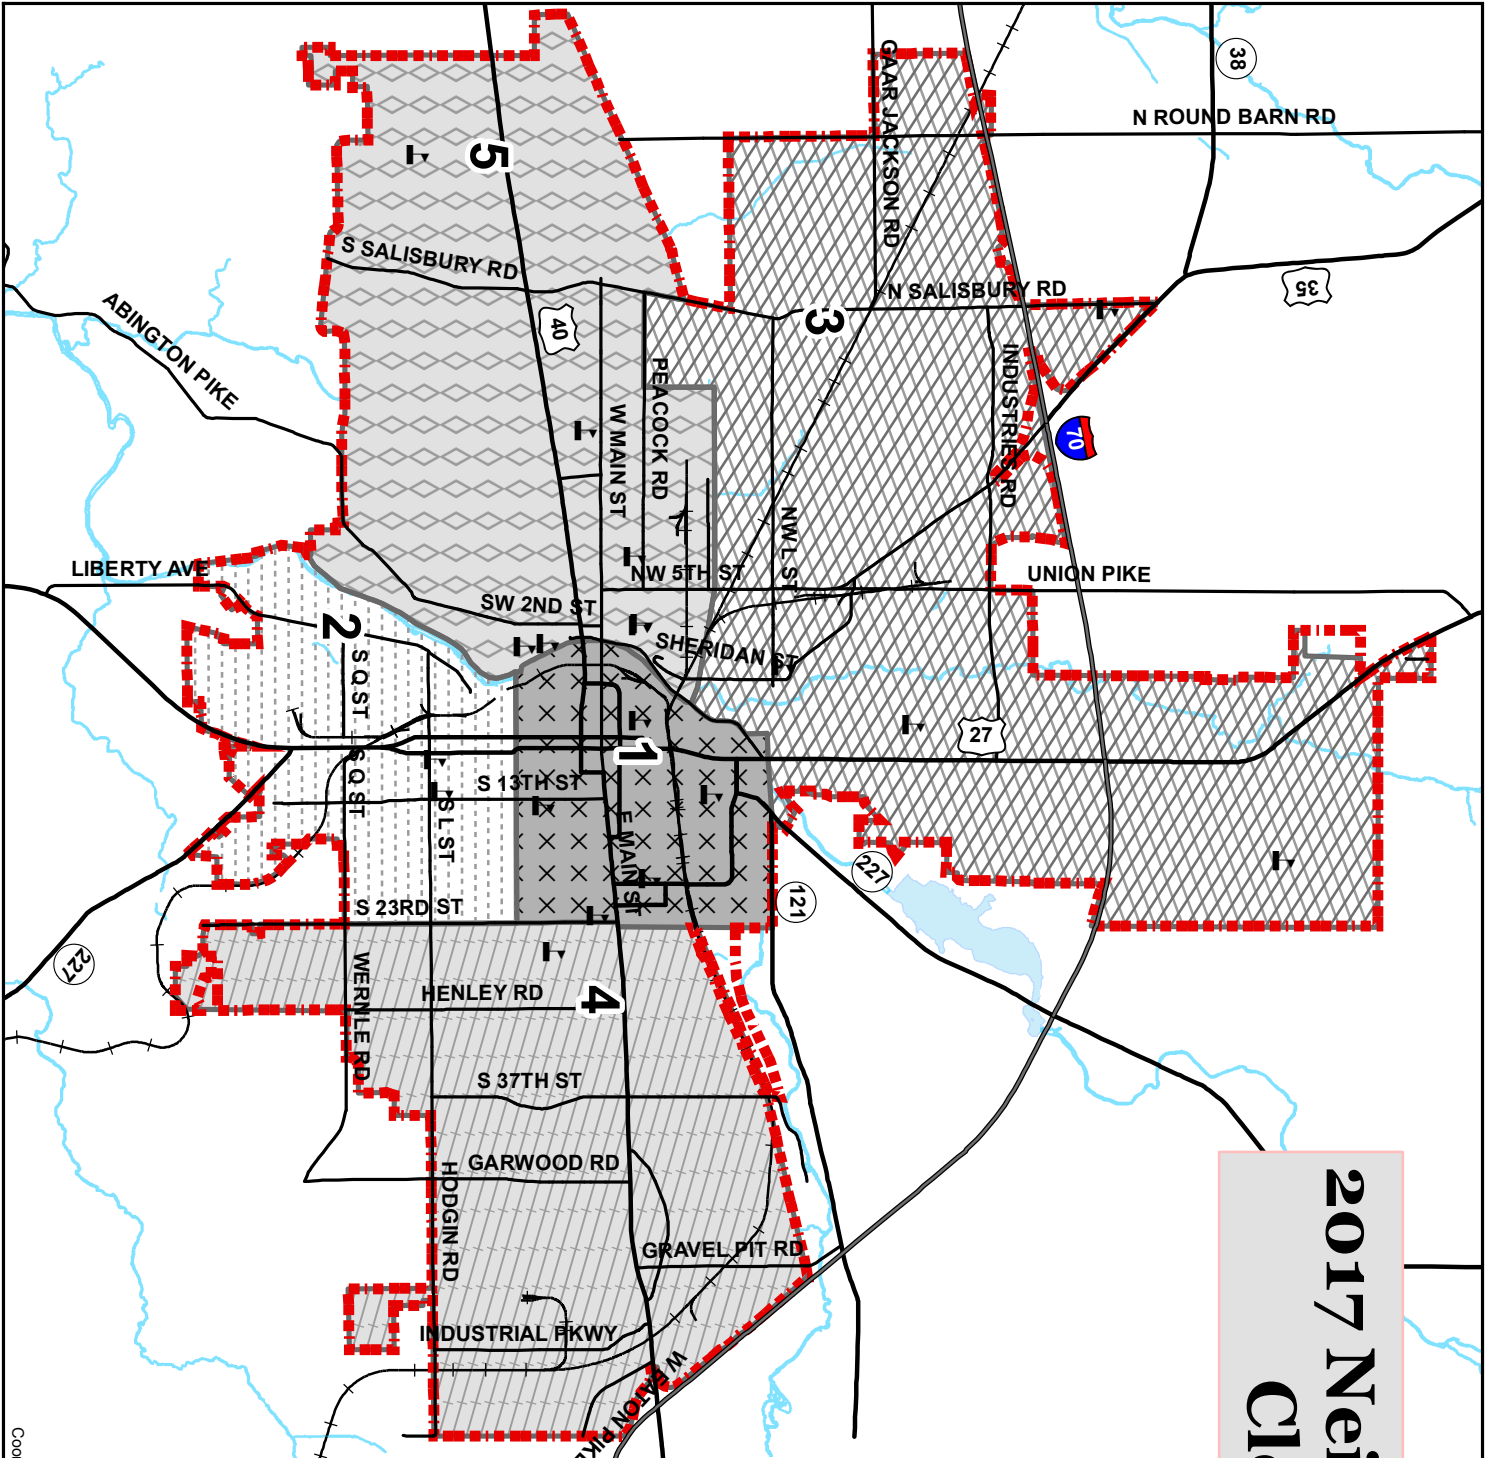 38
N ROUND BARN RD
GAAR JACKSON RD
5
S SALISBURY RD
N SALISBURY RD
35
ABINGTON PIKE
40
3
PEACOCK RD
W MAIN ST
INDUSTRIES RD
70
NW L ST
LIBERTY AVE
NW 5TH ST
UNION PIKE
SW 2ND ST
2
SHERIDAN ST
S Q ST
27
1
S Q ST
S 13TH ST
S L ST
E MAIN ST
227
121
S 23RD ST
227
WERNLE RD
HENLEY RD
4
S 37TH ST
GARWOOD RD
HODGIN RD
GRAVEL PIT RD
INDUSTRIAL PKWY
W EATON PIKE
2017 Nei
Cle
Coo